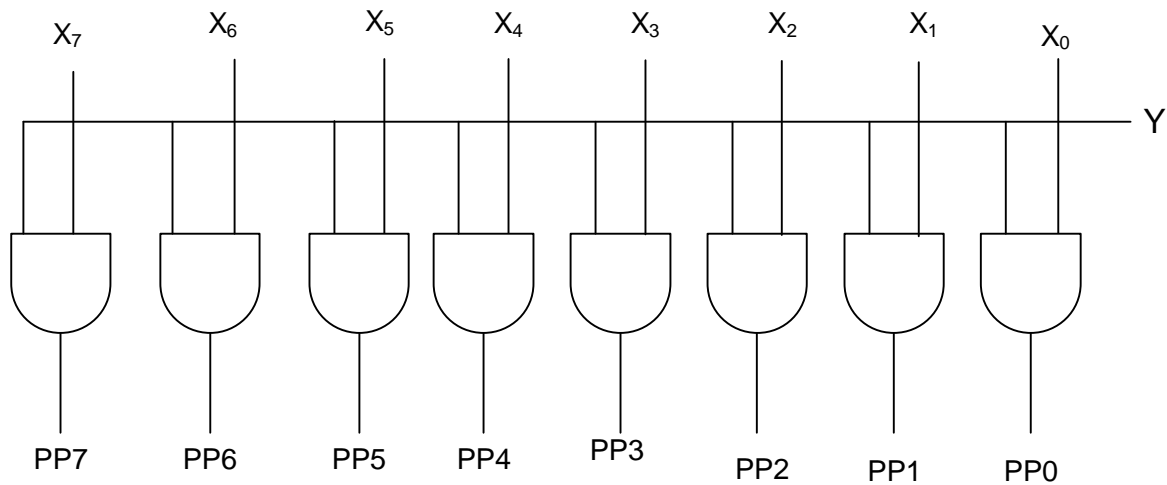 X₇ X₆ X₅ X₄ X₃ X₂ X₁ X₀
Y
PP7 PP6 PP5 PP4 PP3 PP2 PP1 PP0